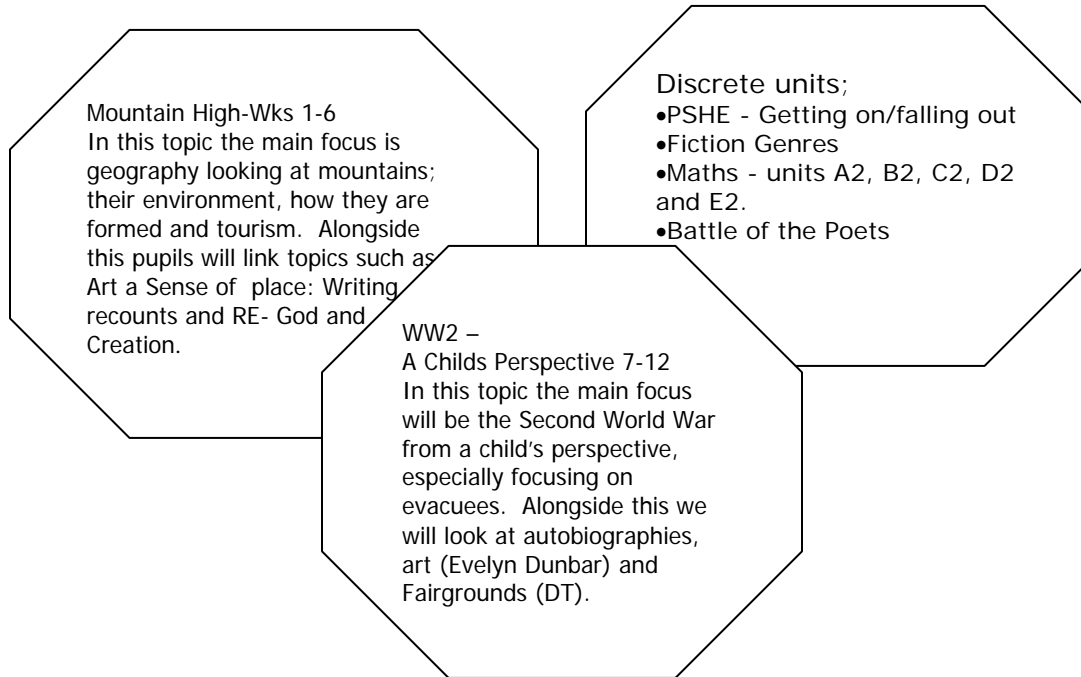 Mountain High-Wks 1-6
In this topic the main focus is
geography looking at mountains;
their environment, how they are
formed and tourism.  Alongside
this pupils will link topics such as
Art a Sense of  place: Writing
recounts and RE- God and
Creation.
Discrete units;
•PSHE - Getting on/falling out
•Fiction Genres
•Maths - units A2, B2, C2, D2
and E2.
•Battle of the Poets
WW2 –
A Childs Perspective 7-12
In this topic the main focus
will be the Second World War
from a child's perspective,
especially focusing on
evacuees.  Alongside this we
will look at autobiographies,
art (Evelyn Dunbar) and
Fairgrounds (DT).